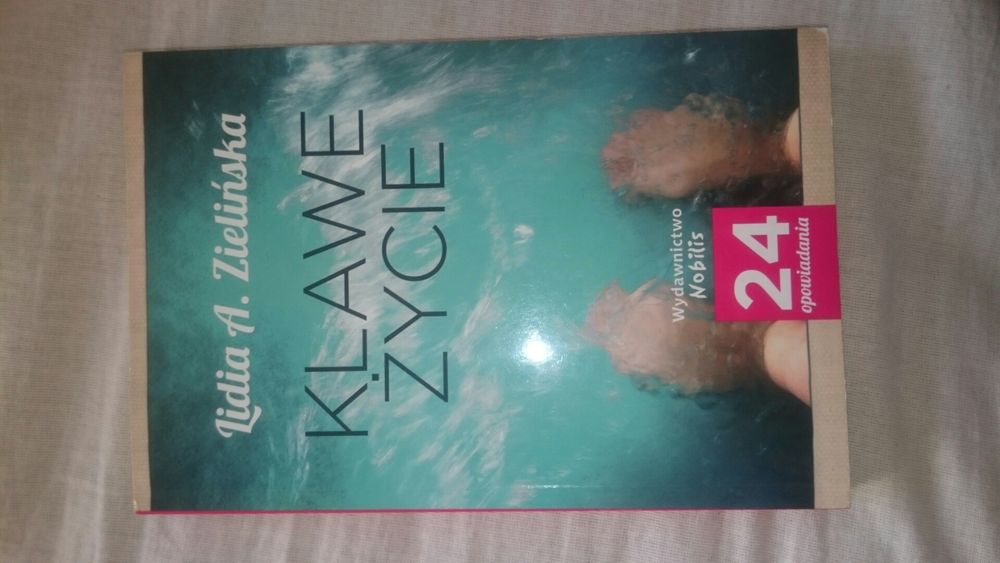 Lidia A. Zielińska
KLAWE
ŻYCIE
Wydawnictwo
Nobilis
24
opowiadania